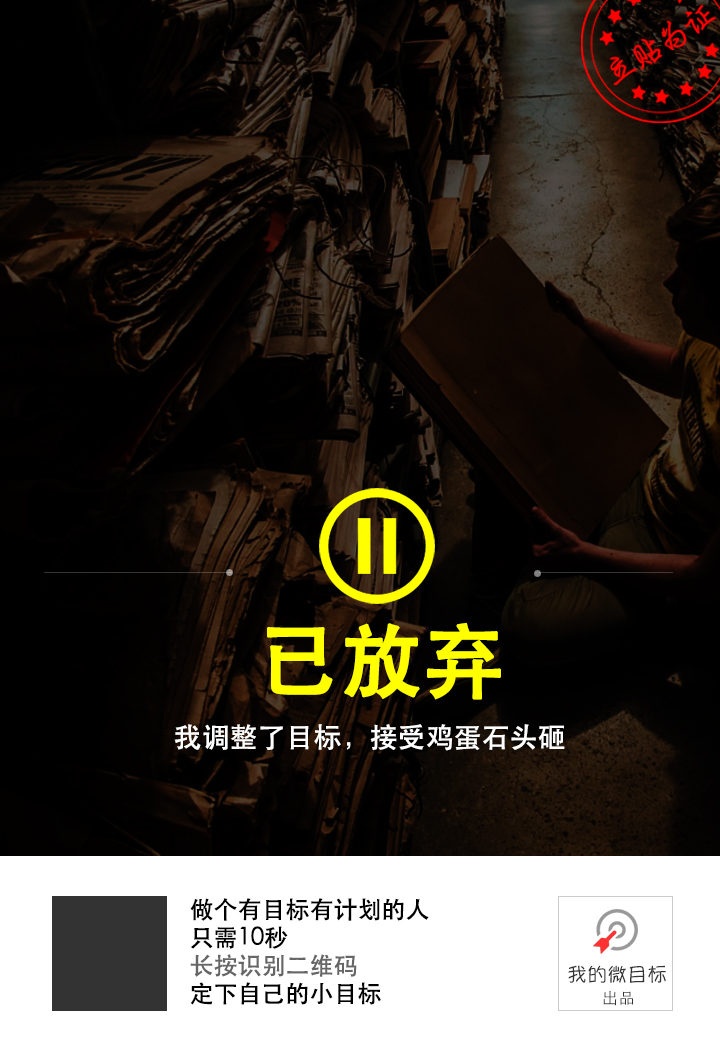 立贴为证
已放弃
我调整了目标，接受鸡蛋石头砸
做个有目标有计划的人
只需10秒
长按识别二维码
定下自己的小目标
我的微目标
出品